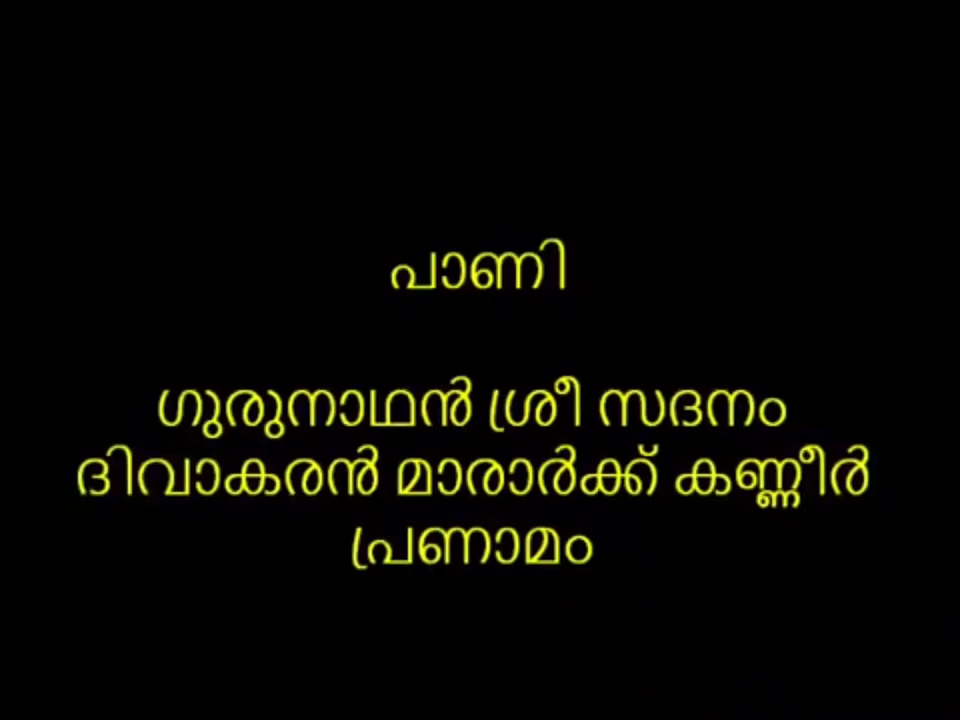 പാണി
ഗുരുനാഥൻ ശ്രീ സദനം
ദിവാകരൻ മാരാർക്ക് കണ്ണീർ
പ്രണാമം